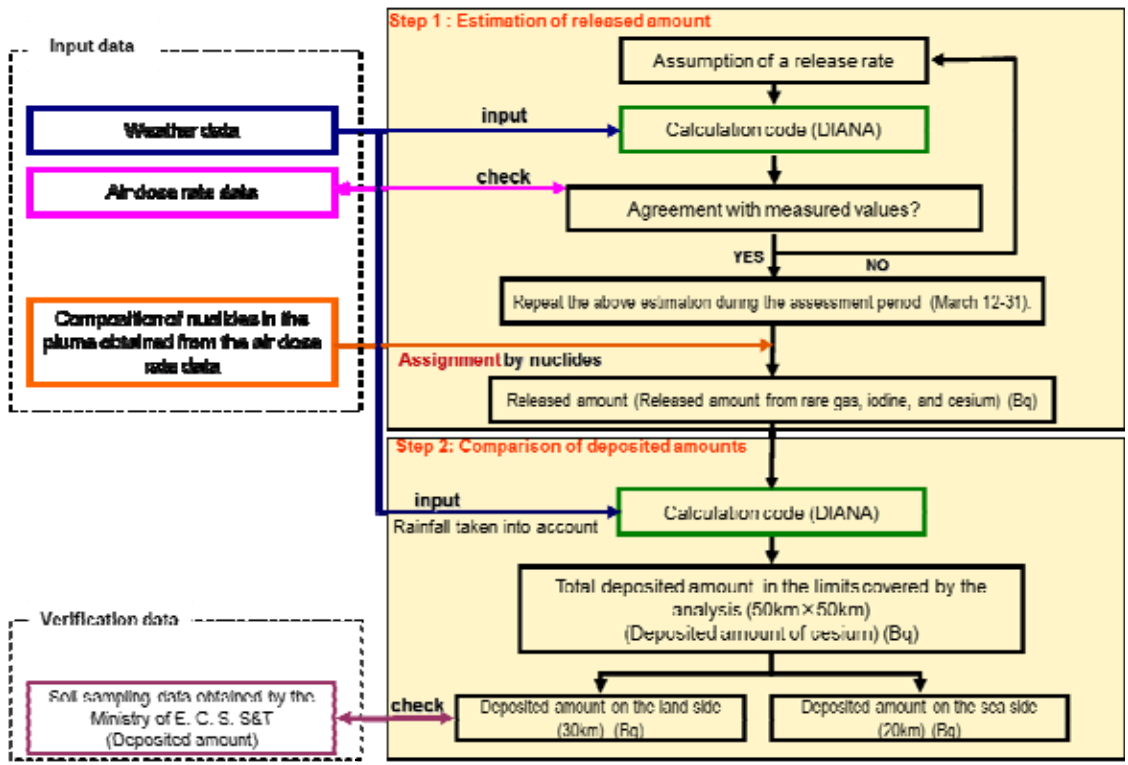 Input data
Weather data
Air dose rate data
Composition of nuclides in the
plume obtained from the air dose
rate data
Step 1 : Estimation of released amount
Assumption of a release rate
input
Calculation code (DIANA)
check
Agreement with measured values?
YES
NO
Repeat the above estimation during the assessment period (March 12-31).
Assignment by nuclides
Released amount (Released amount from rare gas, iodine, and cesium) (Bq)
Step 2: Comparison of deposited amounts
input
Rainfall taken into account
Calculation code (DIANA)
Total deposited amount in the limits covered by the
analysis (50km×50km)
(Deposited amount of cesium) (Bq)
Verification data
Soil sampling data obtained by the
Ministry of E. C. S. S&T
(Deposited amount)
check
Deposited amount on the land side
(30km) (Bq)
Deposited amount on the sea side
(20km) (Bq)